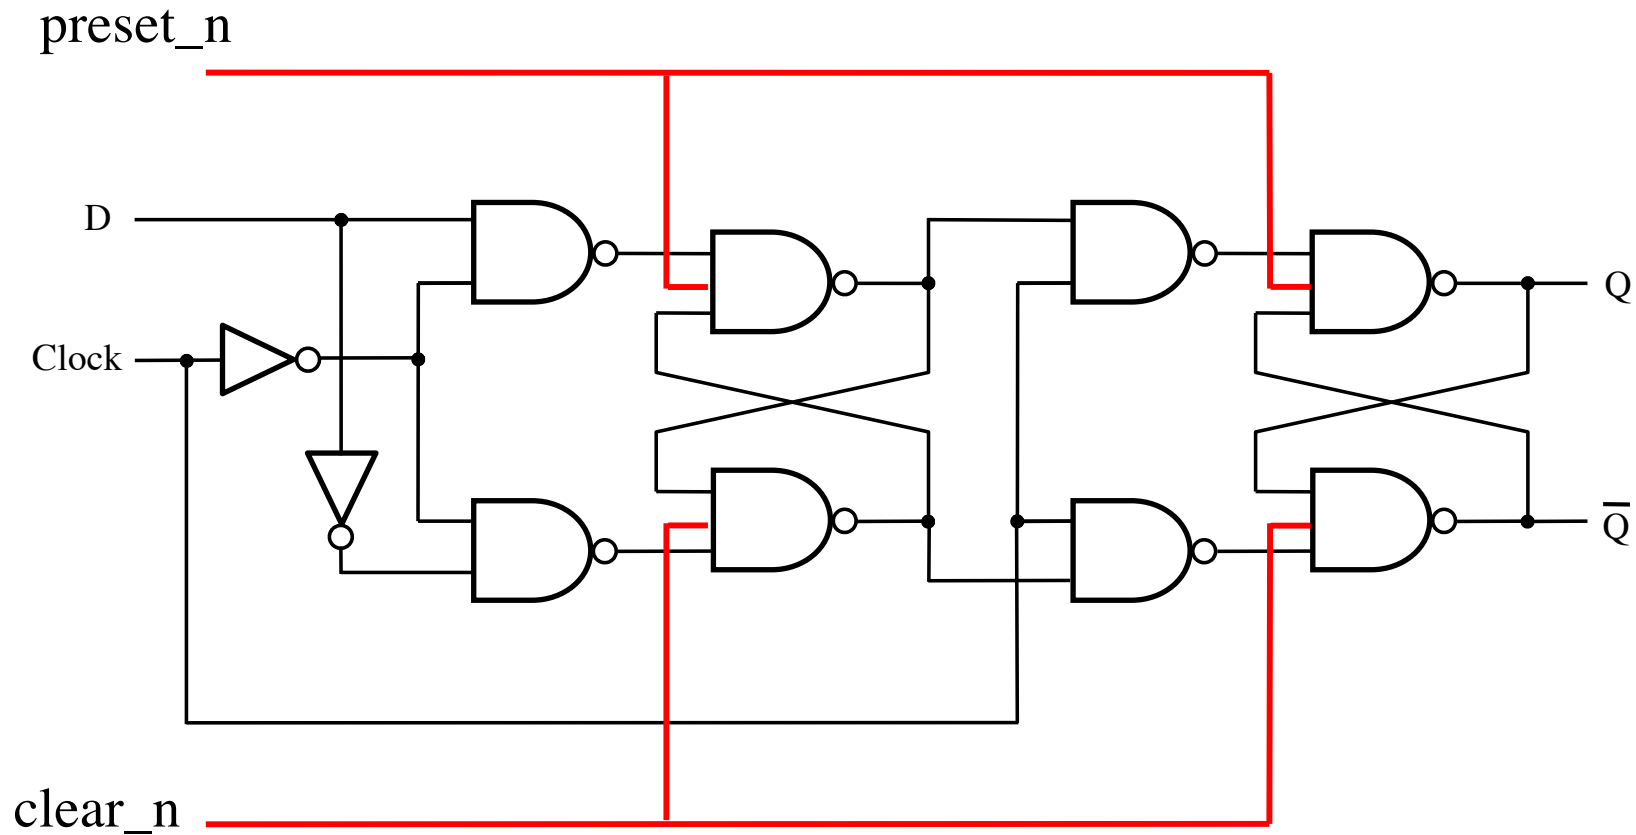 preset_n
D
Q
Clock
Q̅
clear_n